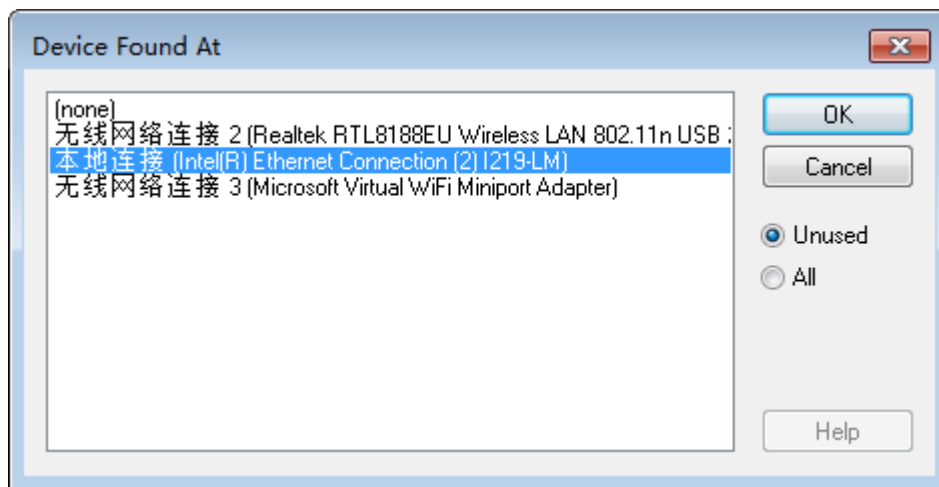 Device Found At
(none)
无线网络连接 2 (Realtek RTL8188EU Wireless LAN 802.11n USB
本地连接 (Intel(R) Ethernet Connection (2) I219-LM)
无线网络连接 3 (Microsoft Virtual WiFi Miniport Adapter)
OK
Cancel
Unused
All
Help